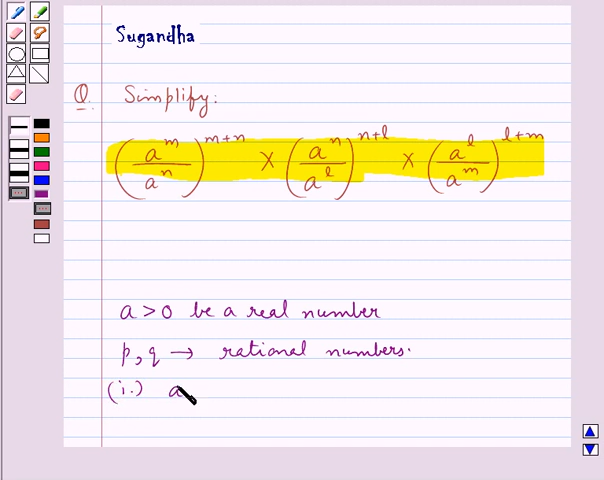 Sugandha
Q. Simplify:
(a^m/a^n)^(m+n) × (a^n/a^l)^(n+l) × (a^l/a^m)^(l+m)
a > 0 be a real number
p, q → rational numbers.
(i.) a